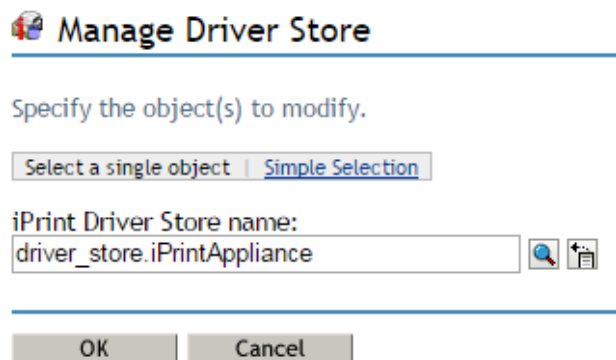 Manage Driver Store
Specify the object(s) to modify.
Select a single object | Simple Selection
iPrint Driver Store name:
driver_store.iPrintAppliance
OK Cancel